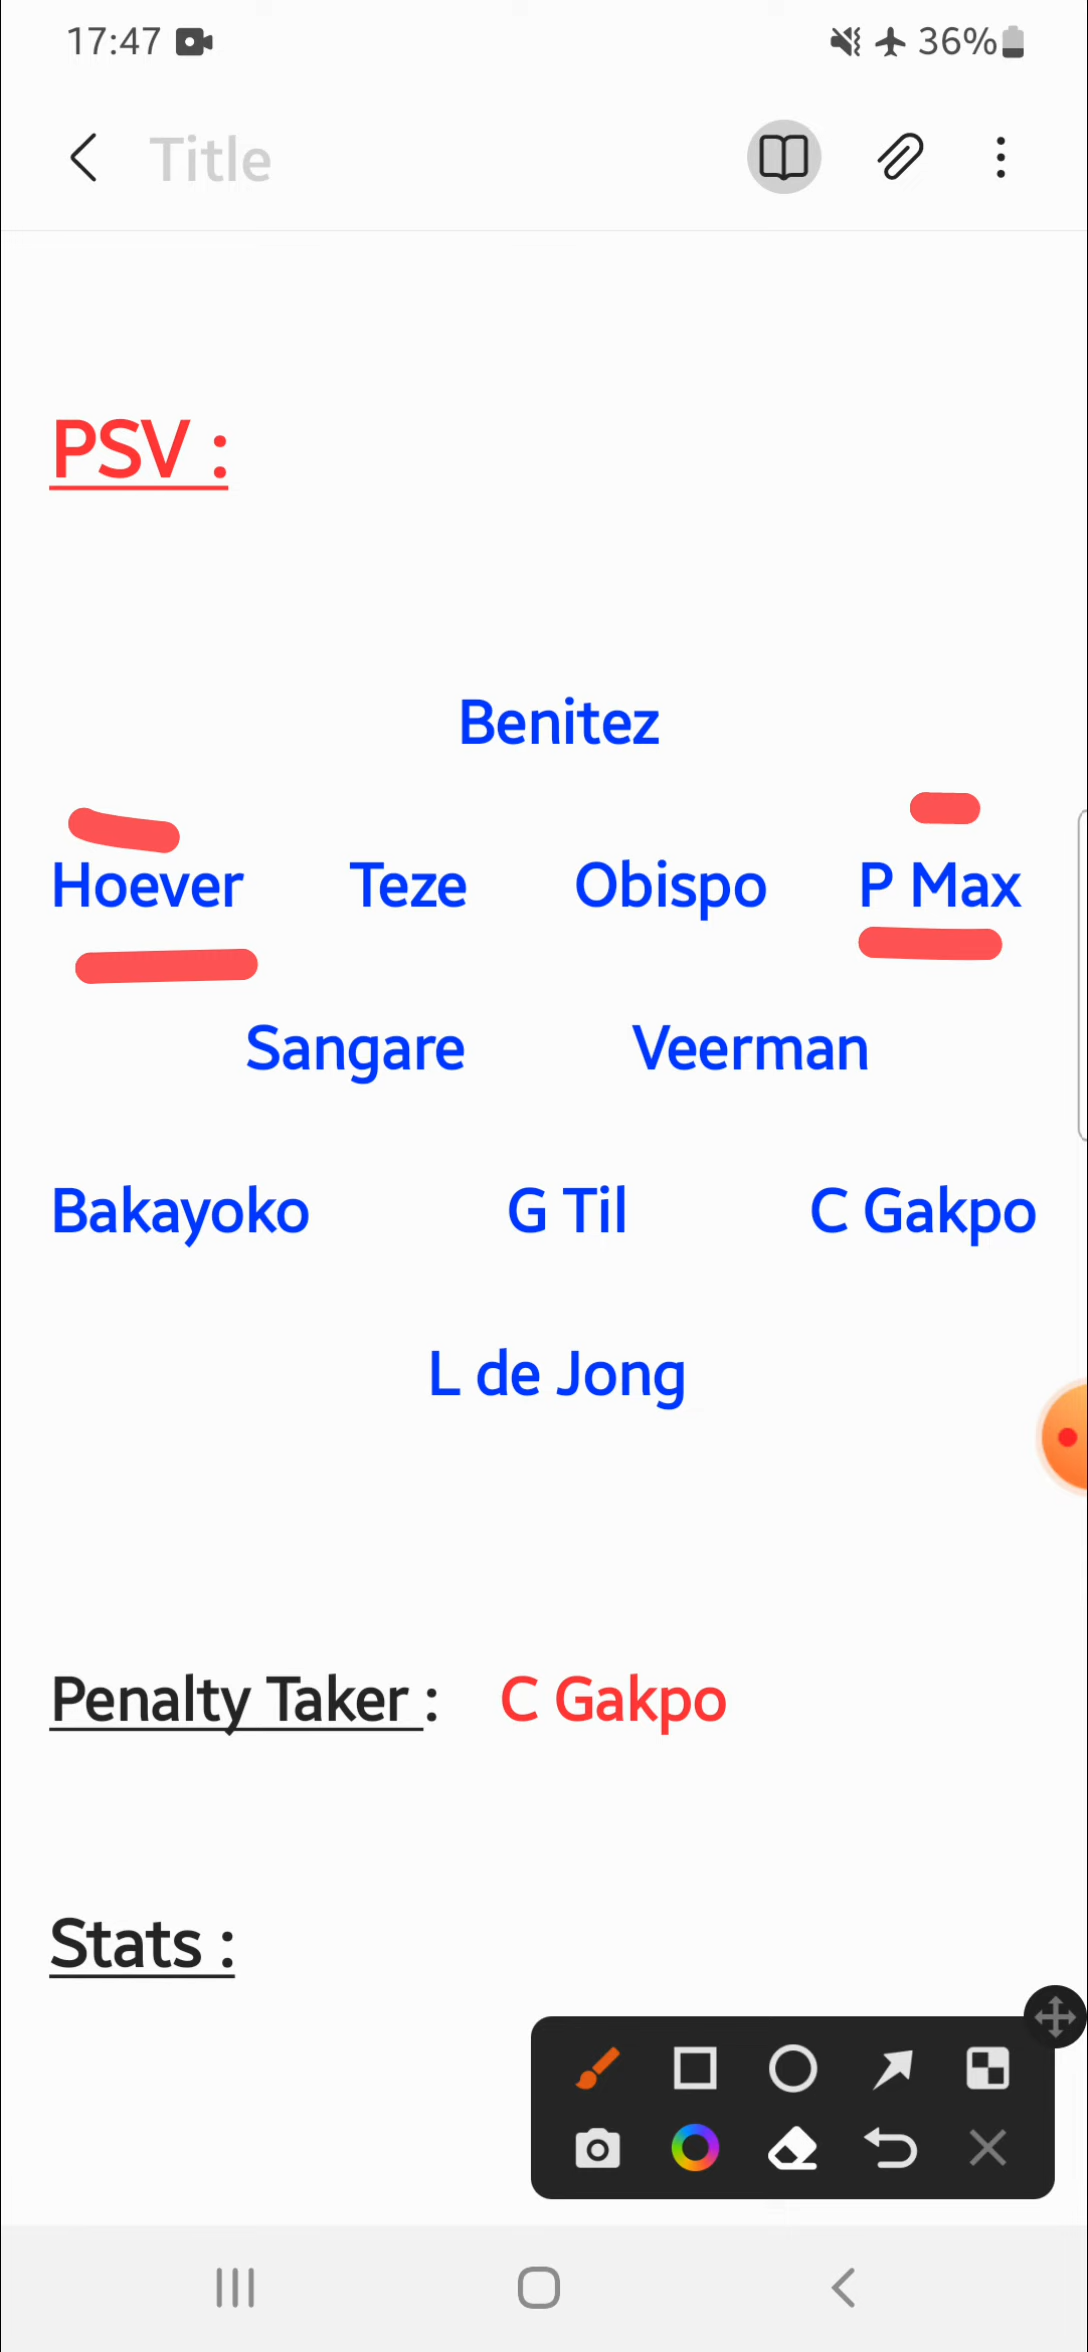 17:47 36%
Title
PSV :
Benitez
Hoever Teze Obispo P Max
Sangare Veerman
Bakayoko G Til C Gakpo
L de Jong
Penalty Taker : C Gakpo
Stats :